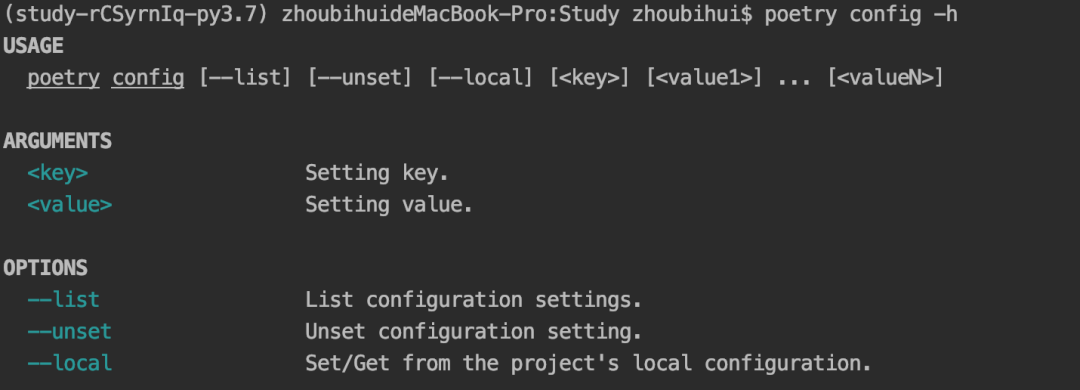 (study-rCSyrnIq-py3.7) zhoubihuideMacBook-Pro:Study zhoubihui$ poetry config -h
USAGE
poetry config [--list] [--unset] [--local] [<key>] [<value1>] ... [<valueN>]
ARGUMENTS
<key> Setting key.
<value> Setting value.
OPTIONS
--list List configuration settings.
--unset Unset configuration setting.
--local Set/Get from the project's local configuration.